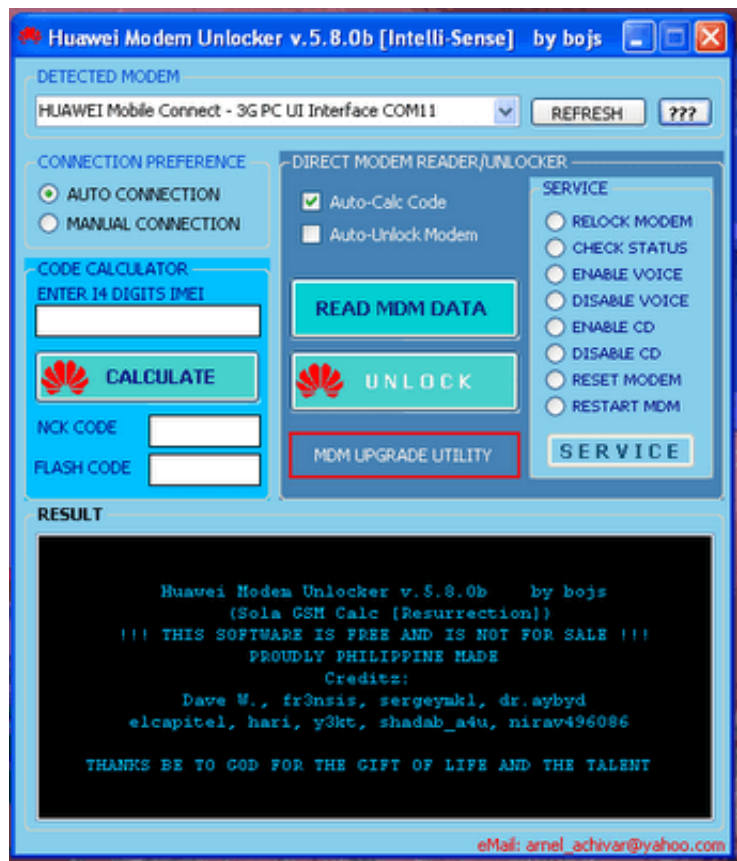 Huawei Modem Unlocker v.5.8.0b [Intelli-Sense] by bojs
DETECTED MODEM
HUAWEI Mobile Connect - 3G PC UI Interface COM11
REFRESH
???
CONNECTION PREFERENCE
AUTO CONNECTION
MANUAL CONNECTION
CODE CALCULATOR
ENTER 14 DIGITS IMEI
CALCULATE
NCK CODE
FLASH CODE
DIRECT MODEM READER/UNLOCKER
Auto-Calc Code
Auto-Unlock Modem
READ MDM DATA
UNLOCK
MDM UPGRADE UTILITY
SERVICE
RELOCK MODEM
CHECK STATUS
ENABLE VOICE
DISABLE VOICE
ENABLE CD
DISABLE CD
RESET MODEM
RESTART MDM
SERVICE
RESULT
Huawei Modem Unlocker v.5.8.0b by bojs
(Sola GSM Calc [Resurrection])
!!! THIS SOFTWARE IS FREE AND IS NOT FOR SALE !!!
PROUDLY PHILIPPINE MADE
Credits:
Dave W., fr3nsis, sergeymkl, dr.aybyd
elcapitel, hari, y3kt, shadab_a4u, nirav496086
THANKS BE TO GOD FOR THE GIFT OF LIFE AND THE TALENT
eMail: arnel_achivar@yahoo.com